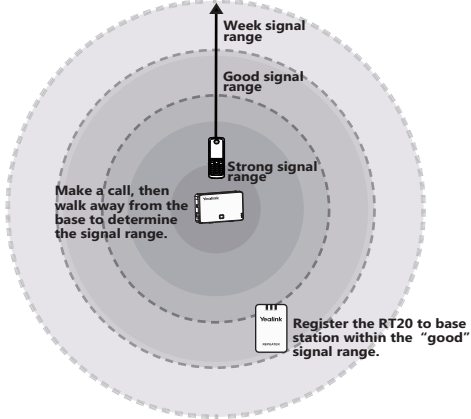 Week signal
range
Good signal
range
Strong signal
range
Make a call, then
walk away from the
base to determine
the signal range.
Yealink
Yealink
REPEATER
Register the RT20 to base
station within the “good”
signal range.